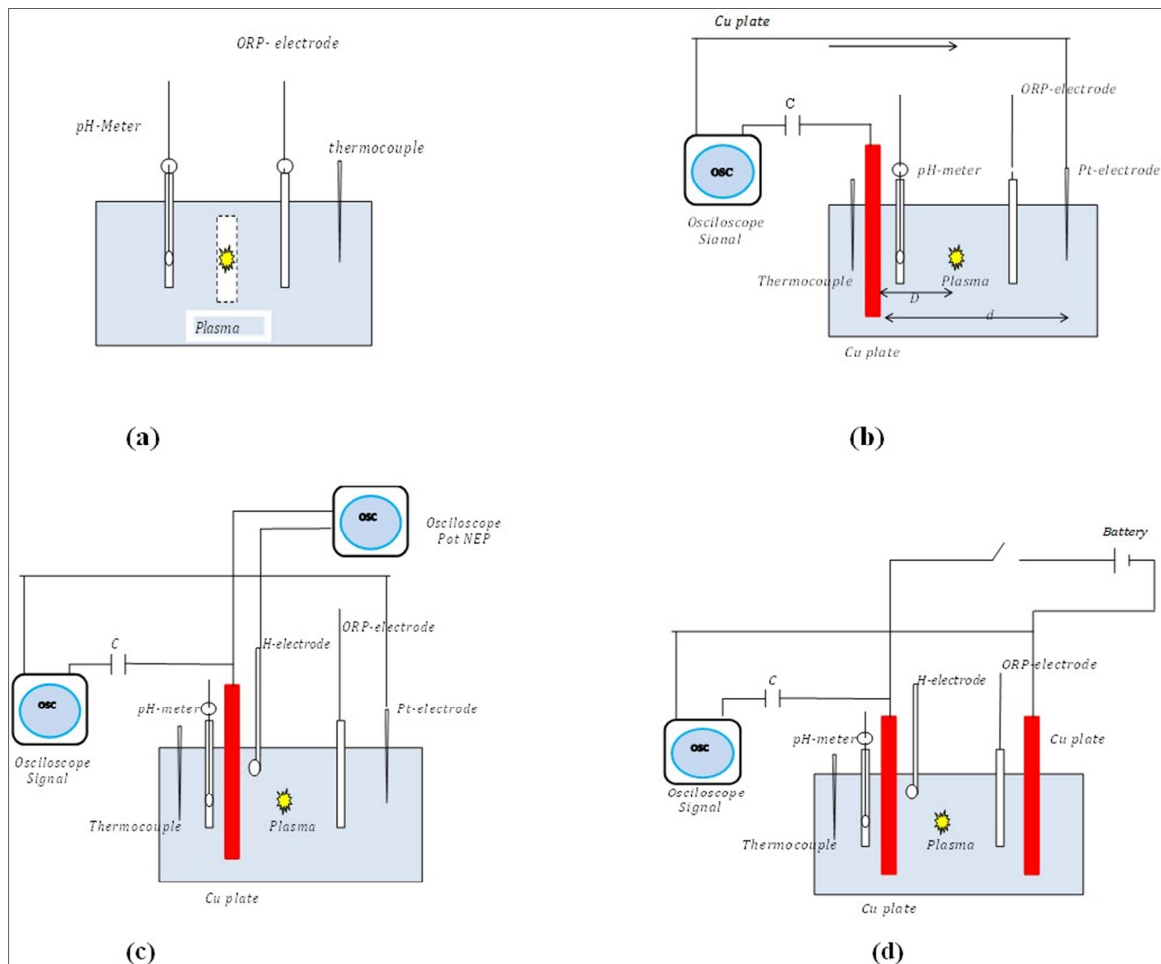 ORP- electrode
pH-Meter
thermocouple
Plasma
(a)
Cu plate
ORP-electrode
C
OSC
pH-meter
Pt-electrode
Osciloscope
Sianal
Thermocouple
Plasma
D
d
Cu plate
(b)
OSC
Osciloscope
Pot NEP
ORP-electrode
H-electrode
C
OSC
pH-meter
Pt-electrode
Osciloscope
Signal
Thermocouple
Plasma
Cu plate
(c)
Battery
ORP-electrode
C
H-electrode
OSC
pH-meter
Cu plate
Osciloscope
Signal
Thermocouple
Plasma
Cu plate
(d)